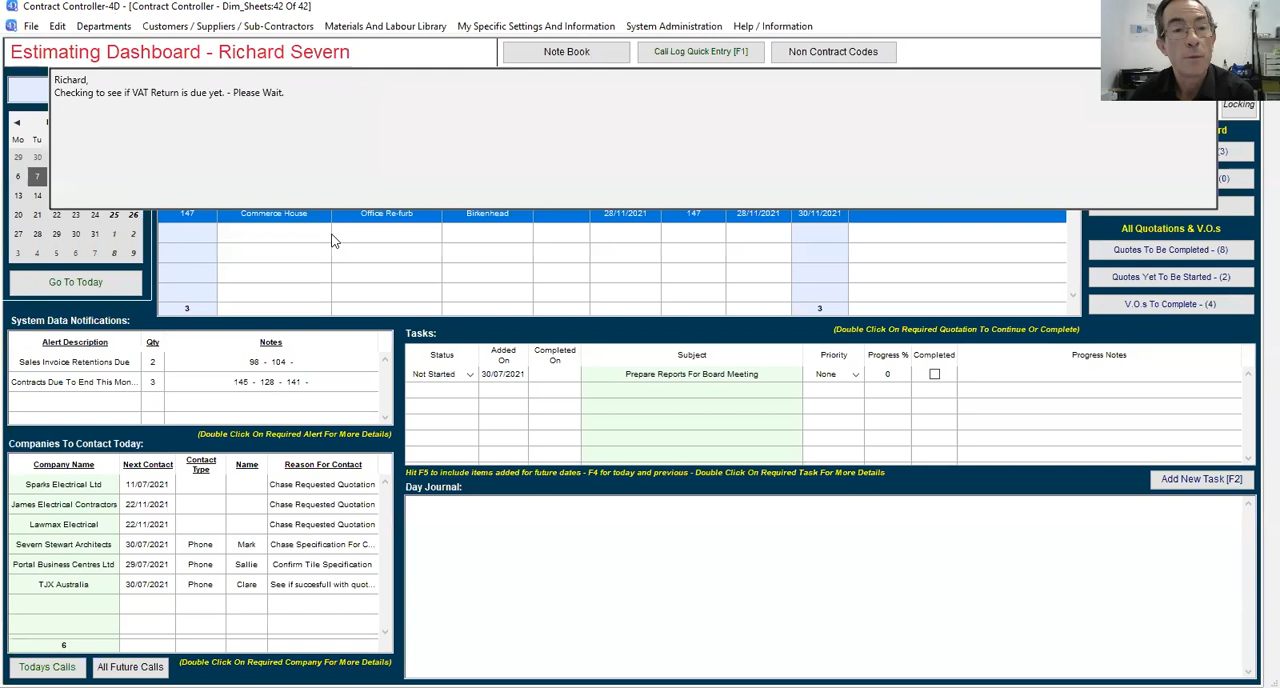 Contract Controller-4D - [Contract Controller - Dim_Sheets:42 Of 42]
File Edit Departments Customers / Suppliers / Sub-Contractors Materials And Labour Library My Specific Settings And Information System Administration Help / Information
Estimating Dashboard - Richard Severn
Note Book
Call Log Quick Entry [F1]
Non Contract Codes
Richard,
Checking to see if VAT Return is due yet. - Please Wait.
Locking
Mo Tu
29 30
6 7
13 14
20 21 22 23 24 25 26
27 28 29 30 31 1 2
3 4 5 6 7 8 9
Go To Today
147 Commerce House Office Re-furb Birkenhead 28/11/2021 147 28/11/2021 30/11/2021
3 3
rd
(3)
(0)
All Quotations & V.O.s
Quotes To Be Completed - (8)
Quotes Yet To Be Started - (2)
V.O.s To Complete - (4)
(Double Click On Required Quotation To Continue Or Complete)
System Data Notifications:
Alert Description Qty Notes
Sales Invoice Retentions Due 2 98 - 104 -
Contracts Due To End This Mon... 3 145 - 128 - 141 -
(Double Click On Required Alert For More Details)
Tasks:
Status Added On Completed On Subject Priority Progress % Completed Progress Notes
Not Started 30/07/2021 Prepare Reports For Board Meeting None 0
Hit F5 to include items added for future dates - F4 for today and previous - Double Click On Required Task For More Details
Add New Task [F2]
Companies To Contact Today:
Company Name Next Contact Contact Type Name Reason For Contact
Sparks Electrical Ltd 11/07/2021 Chase Requested Quotation
James Electrical Contractors 22/11/2021 Chase Requested Quotation
Lawmax Electrical 22/11/2021 Chase Requested Quotation
Severn Stewart Architects 30/07/2021 Phone Mark Chase Specification For C...
Portal Business Centres Ltd 29/07/2021 Phone Sallie Confirm Tile Specification
TJX Australia 30/07/2021 Phone Clare See if succesfull with quot...
6
Todays Calls
All Future Calls
(Double Click On Required Company For More Details)
Day Journal: